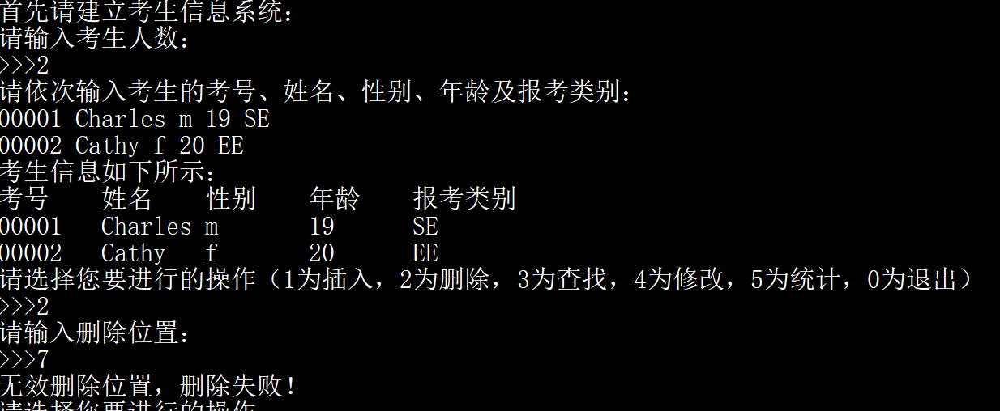 首先请建立考生信息系统：
请输入考生人数：
>>>2
请依次输入考生的考号、姓名、性别、年龄及报考类别：
00001 Charles m 19 SE
00002 Cathy f 20 EE
考生信息如下所示：
考号 姓名 性别 年龄 报考类别
00001 Charles m 19 SE
00002 Cathy f 20 EE
请选择您要进行的操作（1为插入，2为删除，3为查找，4为修改，5为统计，0为退出）
>>>2
请输入删除位置：
>>>7
无效删除位置，删除失败！
请选择您要进行的操作